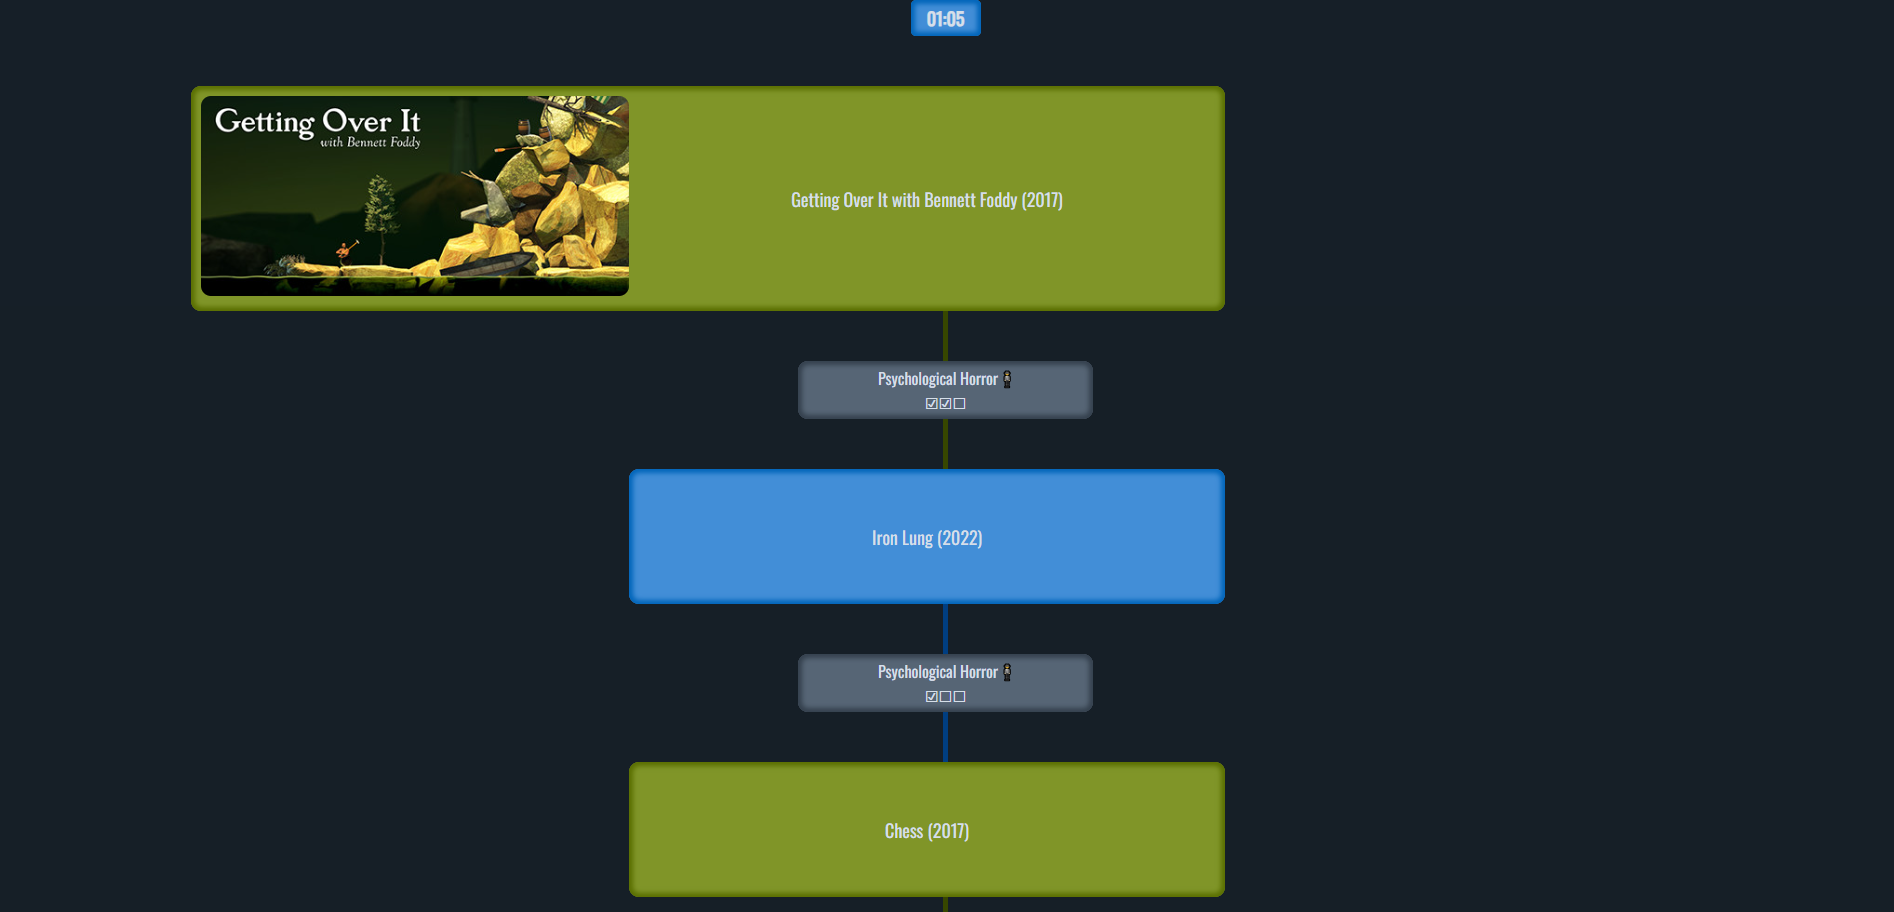 01:05
Getting Over It
with Bennett Foddy
Getting Over It with Bennett Foddy (2017)
Psychological Horror
☑☑☐
Iron Lung (2022)
Psychological Horror
☑☐☐
Chess (2017)